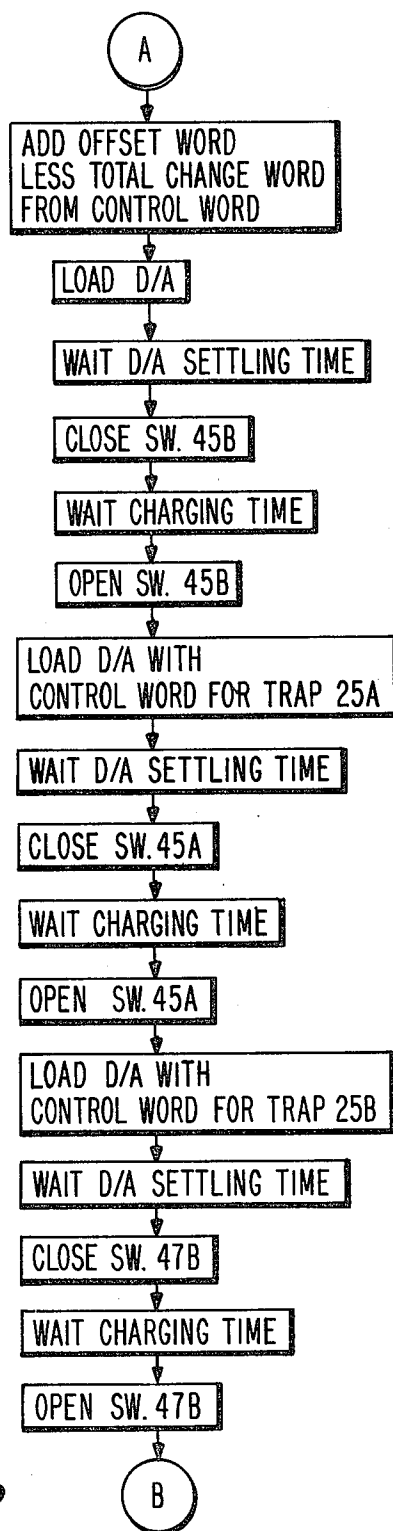 A
ADD OFFSET WORD
LESS TOTAL CHANGE WORD
FROM CONTROL WORD
LOAD D/A
WAIT D/A SETTLING TIME
CLOSE SW. 45B
WAIT CHARGING TIME
OPEN SW. 45B
LOAD D/A WITH
CONTROL WORD FOR TRAP 25A
WAIT D/A SETTLING TIME
CLOSE SW. 45A
WAIT CHARGING TIME
OPEN SW. 45A
LOAD D/A WITH
CONTROL WORD FOR TRAP 25B
WAIT D/A SETTLING TIME
CLOSE SW. 47B
WAIT CHARGING TIME
OPEN SW. 47B
B